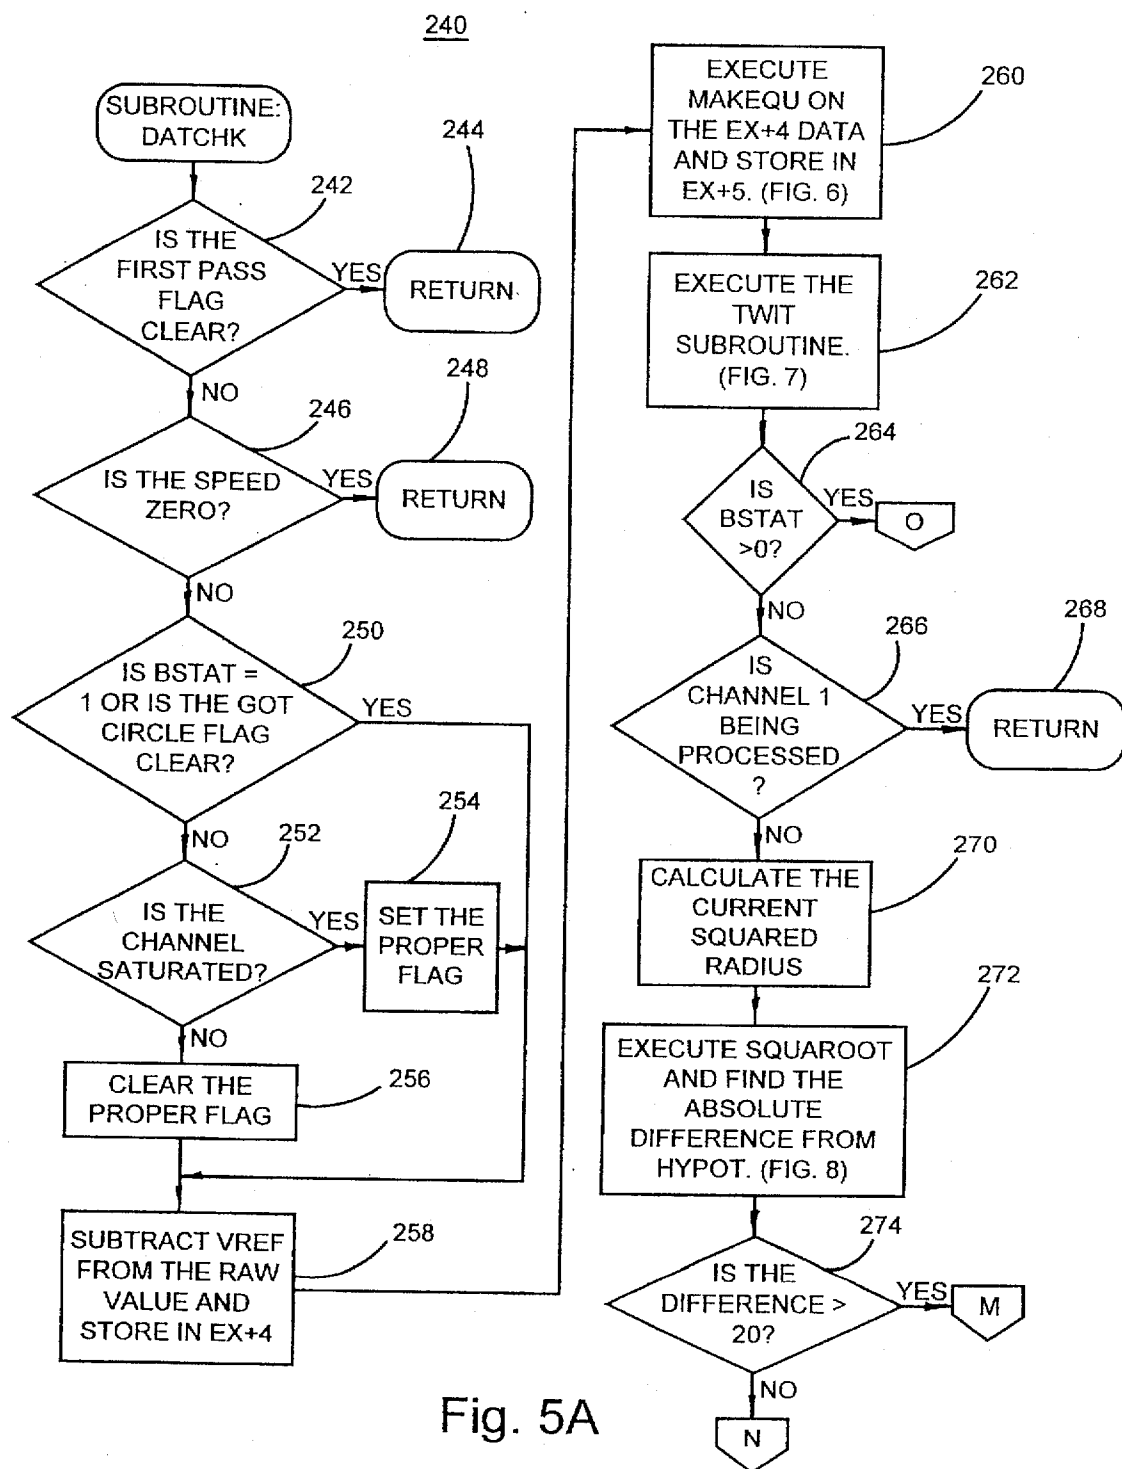 240
SUBROUTINE:
DATCHK
242
IS THE
FIRST PASS
FLAG
CLEAR?
YES
244
RETURN
NO
246
IS THE SPEED
ZERO?
YES
248
RETURN
NO
250
IS BSTAT =
1 OR IS THE GOT
CIRCLE FLAG
CLEAR?
YES
NO
252
IS THE
CHANNEL
SATURATED?
YES
254
SET THE
PROPER
FLAG
NO
CLEAR THE
PROPER FLAG
256
SUBTRACT VREF
FROM THE RAW
VALUE AND
STORE IN EX+4
258
EXECUTE
MAKEQU ON
THE EX+4 DATA
AND STORE IN
EX+5. (FIG. 6)
260
EXECUTE THE
TWIT
SUBROUTINE.
(FIG. 7)
262
264
IS
BSTAT
>0?
YES
O
NO
266
IS
CHANNEL 1
BEING
PROCESSED
?
YES
268
RETURN
NO
270
CALCULATE THE
CURRENT
SQUARED
RADIUS
272
EXECUTE SQUAROOT
AND FIND THE
ABSOLUTE
DIFFERENCE FROM
HYPOT. (FIG. 8)
274
IS THE
DIFFERENCE >
20?
YES
M
NO
N
Fig. 5A